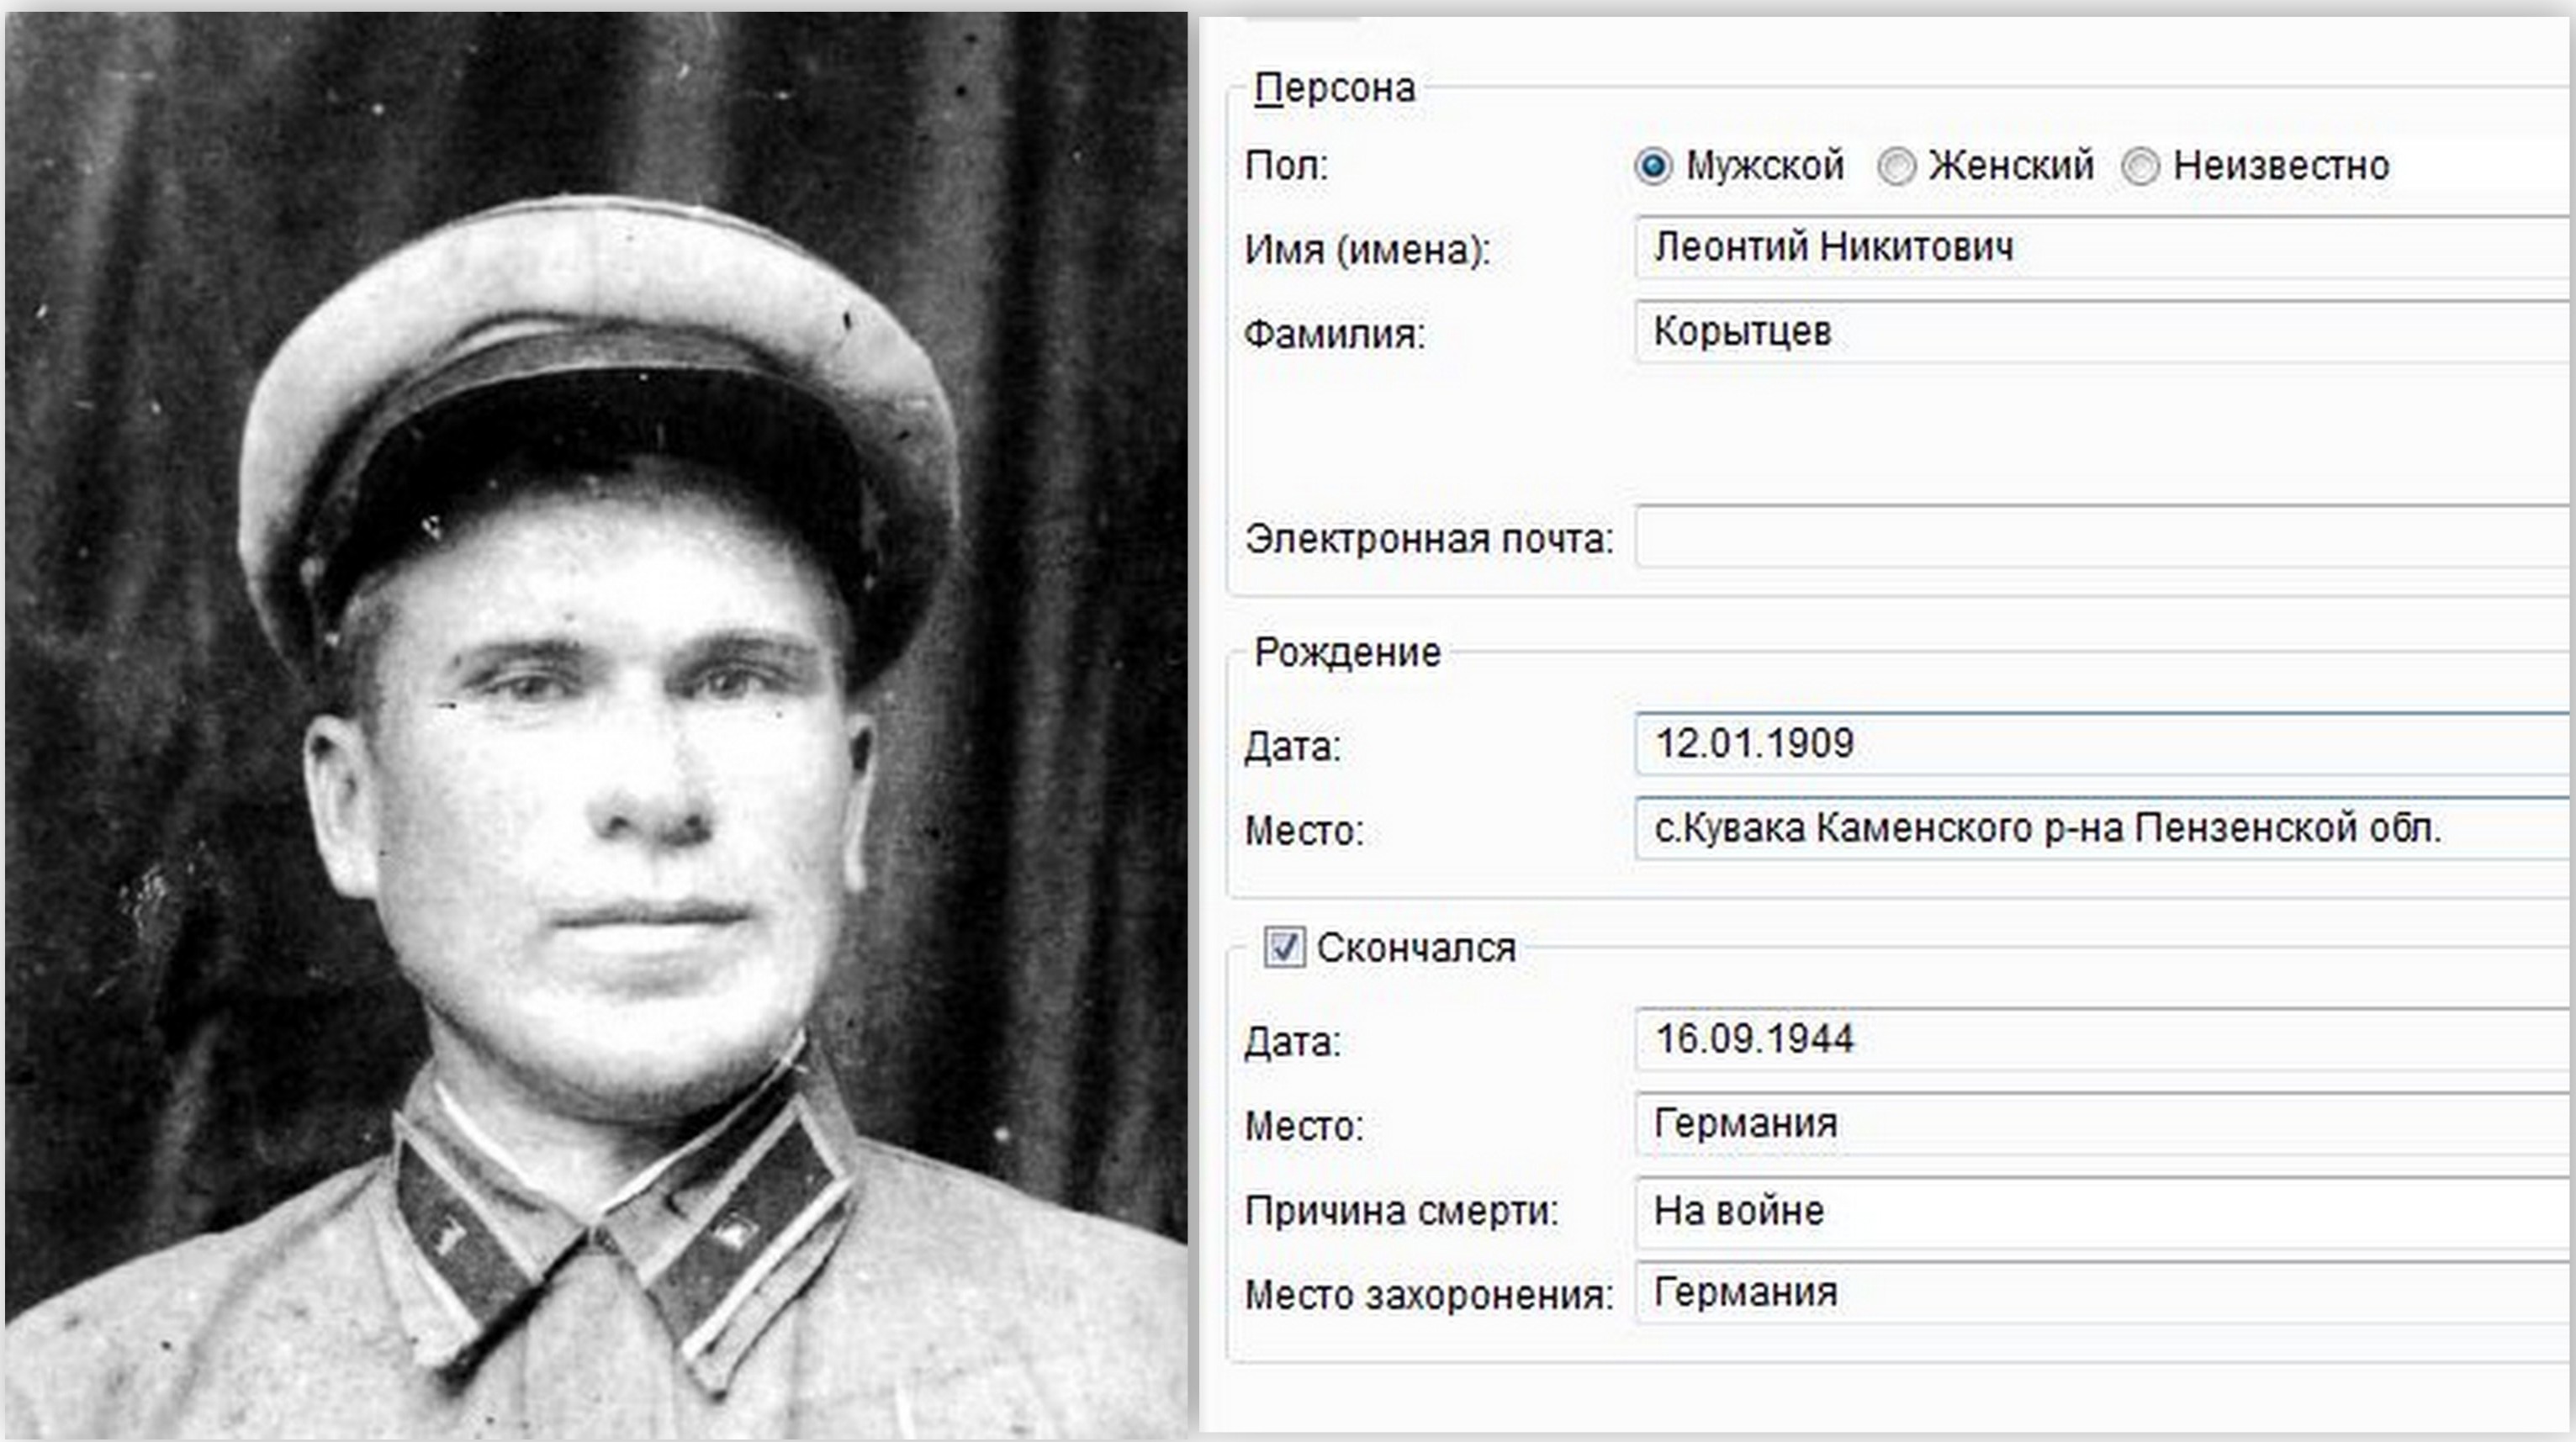 Персона
Пол: Мужской Женский Неизвестно
Имя (имена): Леонтий Никитович
Фамилия: Корытцев
Электронная почта:
Рождение
Дата: 12.01.1909
Место: с.Кувака Каменского р-на Пензенской обл.
Скончался
Дата: 16.09.1944
Место: Германия
Причина смерти: На войне
Место захоронения: Германия